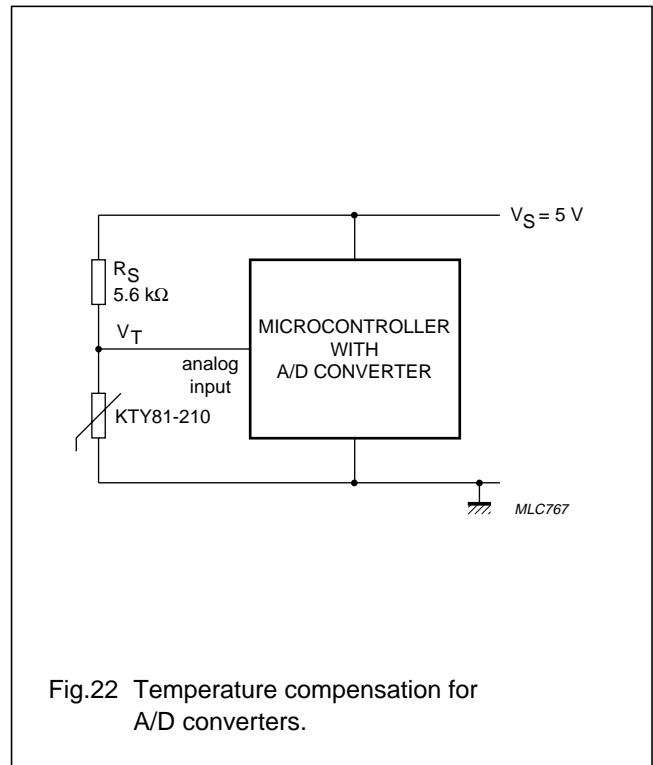 V_S = 5 V
R_S
5.6 kΩ
V_T
analog
input
MICROCONTROLLER
WITH
A/D CONVERTER
KTY81-210
MLC767
Fig.22 Temperature compensation for
A/D converters.